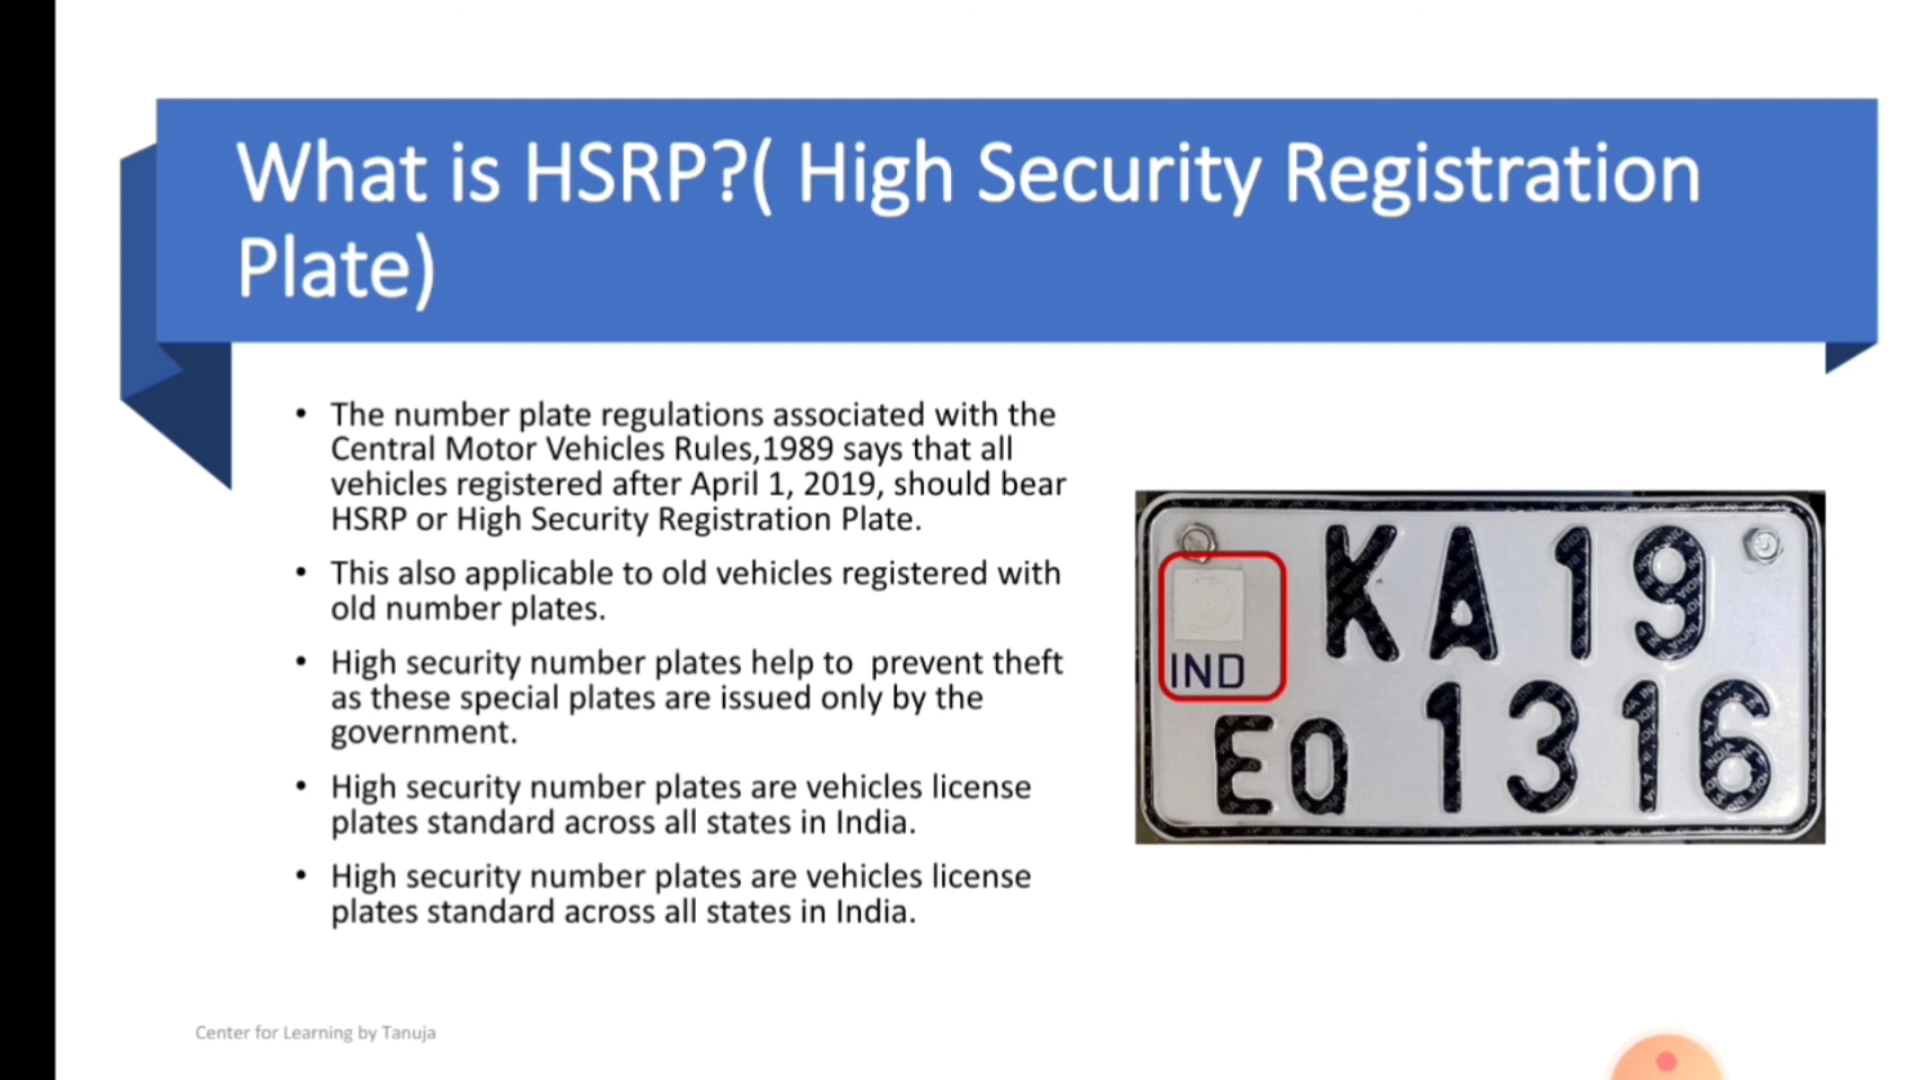 What is HSRP?( High Security Registration
Plate)
• The number plate regulations associated with the
Central Motor Vehicles Rules,1989 says that all
vehicles registered after April 1, 2019, should bear
HSRP or High Security Registration Plate.
• This also applicable to old vehicles registered with
old number plates.
• High security number plates help to  prevent theft
as these special plates are issued only by the
government.
• High security number plates are vehicles license
plates standard across all states in India.
• High security number plates are vehicles license
plates standard across all states in India.
KA19
IND
EQ 1316
Center for Learning by Tanuja